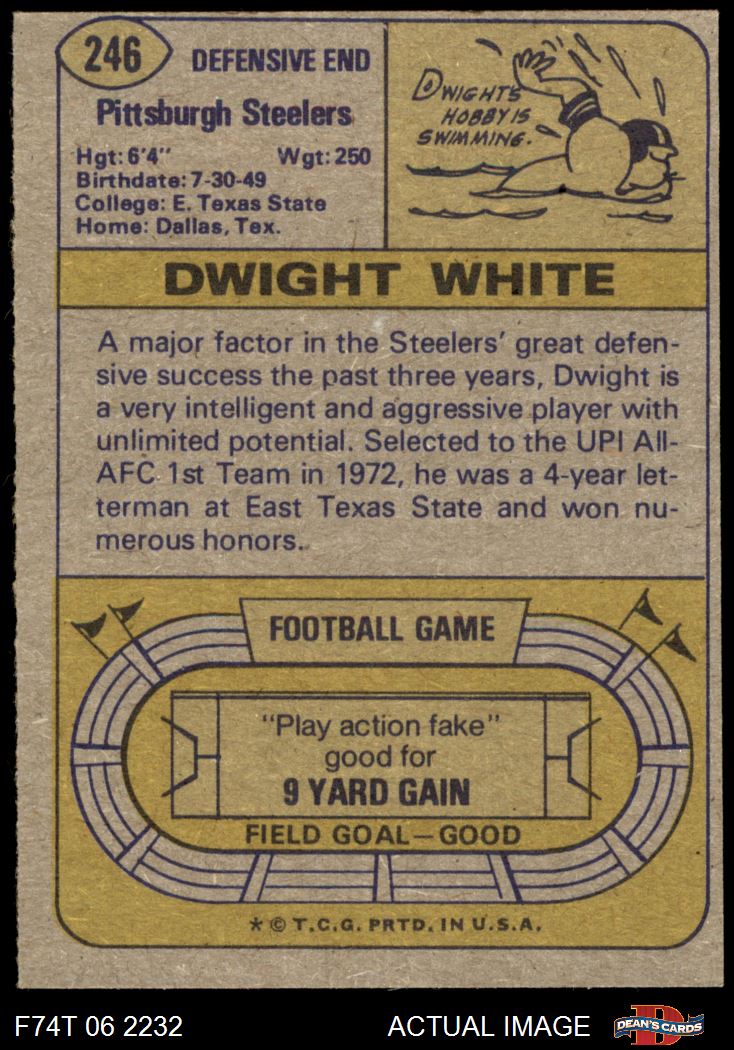 246
DEFENSIVE END
Pittsburgh Steelers
Hgt: 6'4" Wgt: 250
Birthdate: 7-30-49
College: E. Texas State
Home: Dallas, Tex.
DWIGHT'S
HOBBY IS
SWIMMING.
DWIGHT WHITE
A major factor in the Steelers' great defen-
sive success the past three years, Dwight is
a very intelligent and aggressive player with
unlimited potential. Selected to the UPI All-
AFC 1st Team in 1972, he was a 4-year let-
terman at East Texas State and won nu-
merous honors.
FOOTBALL GAME
"Play action fake"
good for
9 YARD GAIN
FIELD GOAL—GOOD
* © T.C.G. PRTD. IN U.S.A.
F74T 06 2232 ACTUAL IMAGE
D
DEAN'S CARDS